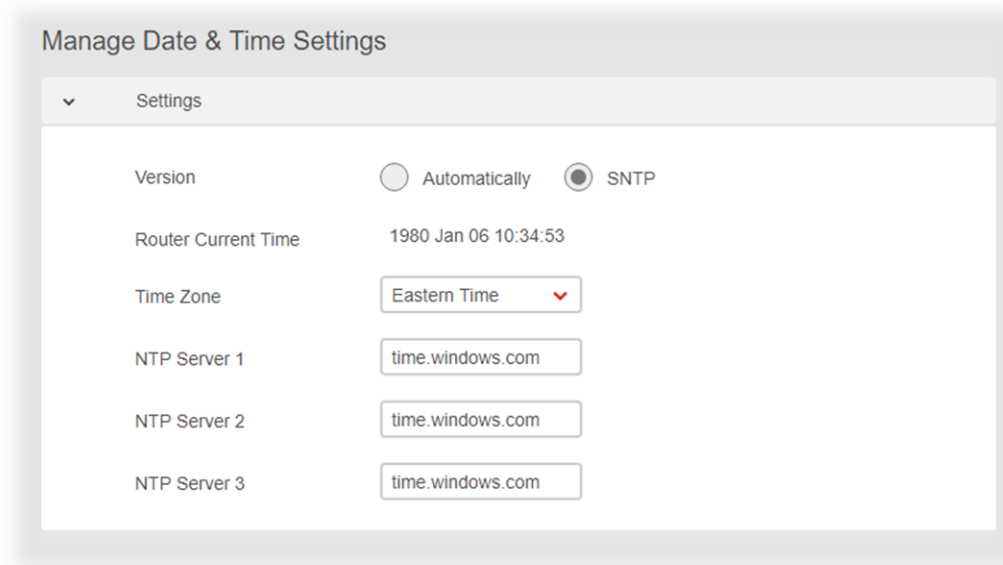 Manage Date & Time Settings
Settings
Version Automatically SNTP
Router Current Time 1980 Jan 06 10:34:53
Time Zone Eastern Time
NTP Server 1 time.windows.com
NTP Server 2 time.windows.com
NTP Server 3 time.windows.com